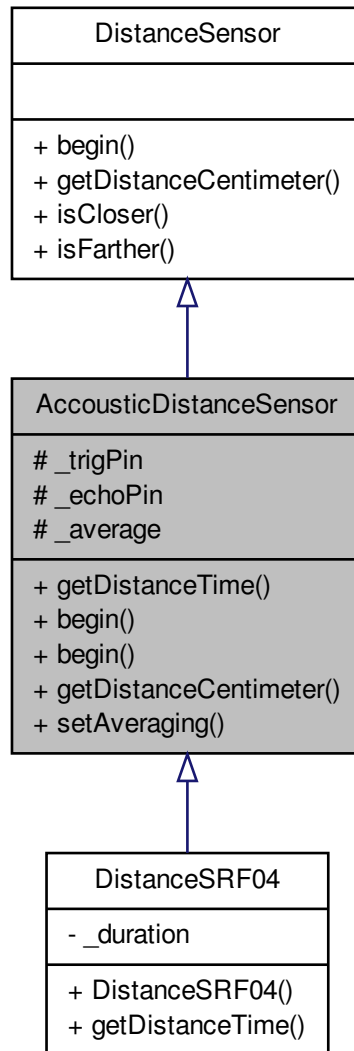 DistanceSensor
+ begin()
+ getDistanceCentimeter()
+ isCloser()
+ isFarther()
AccousticDistanceSensor
# _trigPin
# _echoPin
# _average
+ getDistanceTime()
+ begin()
+ begin()
+ getDistanceCentimeter()
+ setAveraging()
DistanceSRF04
- _duration
+ DistanceSRF04()
+ getDistanceTime()